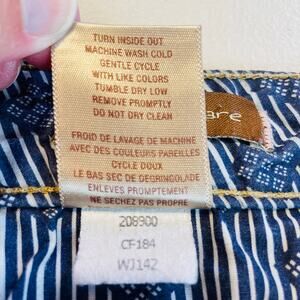 TURN INSIDE OUT
MACHINE WASH COLD
GENTLE CYCLE
WITH LIKE COLORS
TUMBLE DRY LOW
REMOVE PROMPTLY
DO NOT DRY CLEAN
FROID DE LAVAGE DE MACHINE
AVEC DES COULEURS PAREILLES
CYCLE DOUX
LE BAS SEC DE DEGRINGOLADE
ENLEVES PROMPTEMENT
NE SECHEZ PAS PROPRE
208900
CF184
WJ142